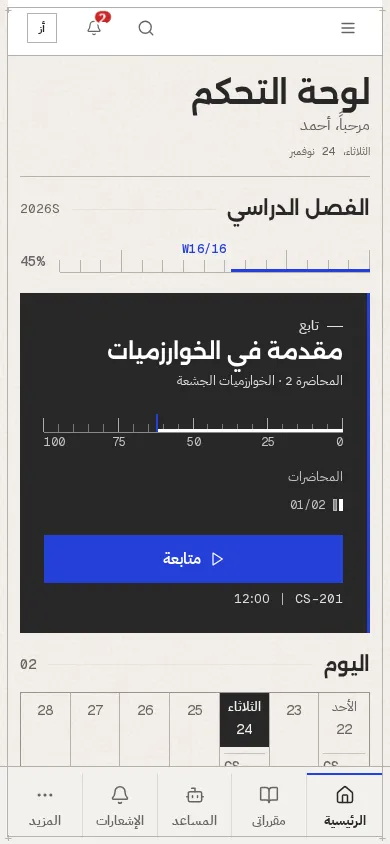 أز
2
لوحة التحكم
مرحباً، أحمد
الثلاثاء، 24 نوفمبر
الفصل الدراسي
2026S
W16/16
45%
تابع
مقدمة في الخوارزميات
المحاضرة 2 · الخوارزميات الجشعة
0 25 50 75 100
المحاضرات
01/02
متابعة
CS-201 | 12:00
اليوم
02
الأحد 22
23
الثلاثاء 24
25
26
27
28
الرئيسية
مقرراتي
المساعد
الإشعارات
المزيد